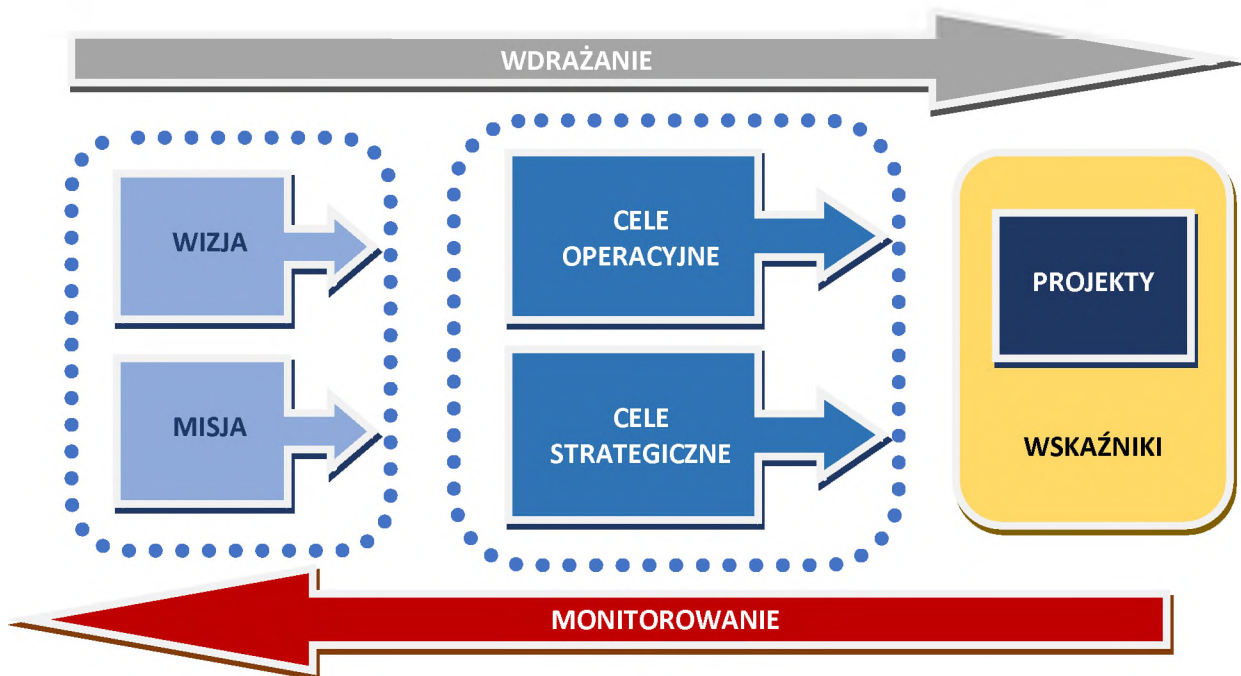 WDRAŻANIE
WIZJA
MISJA
CELE
OPERACYJNE
CELE
STRATEGICZNE
PROJEKTY
WSKAŹNIKI
MONITOROWANIE